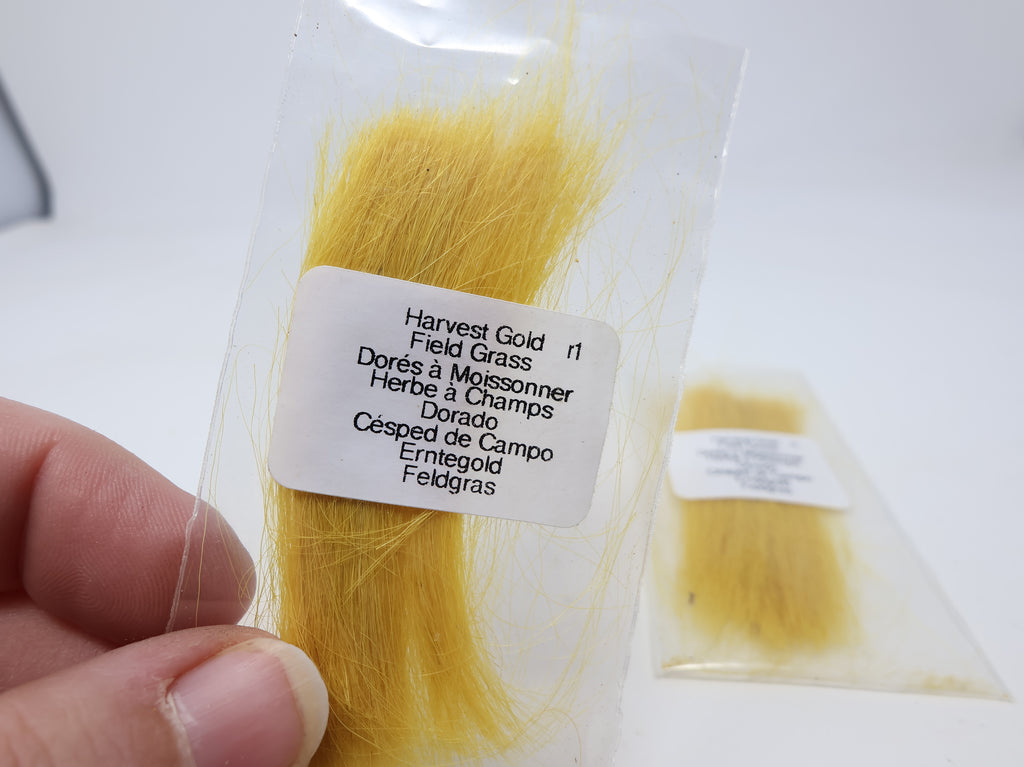 Harvest Gold r1
Field Grass
Dorés à Moissonner
Herbe à Champs
Dorado
Césped de Campo
Erntegold
Feldgras